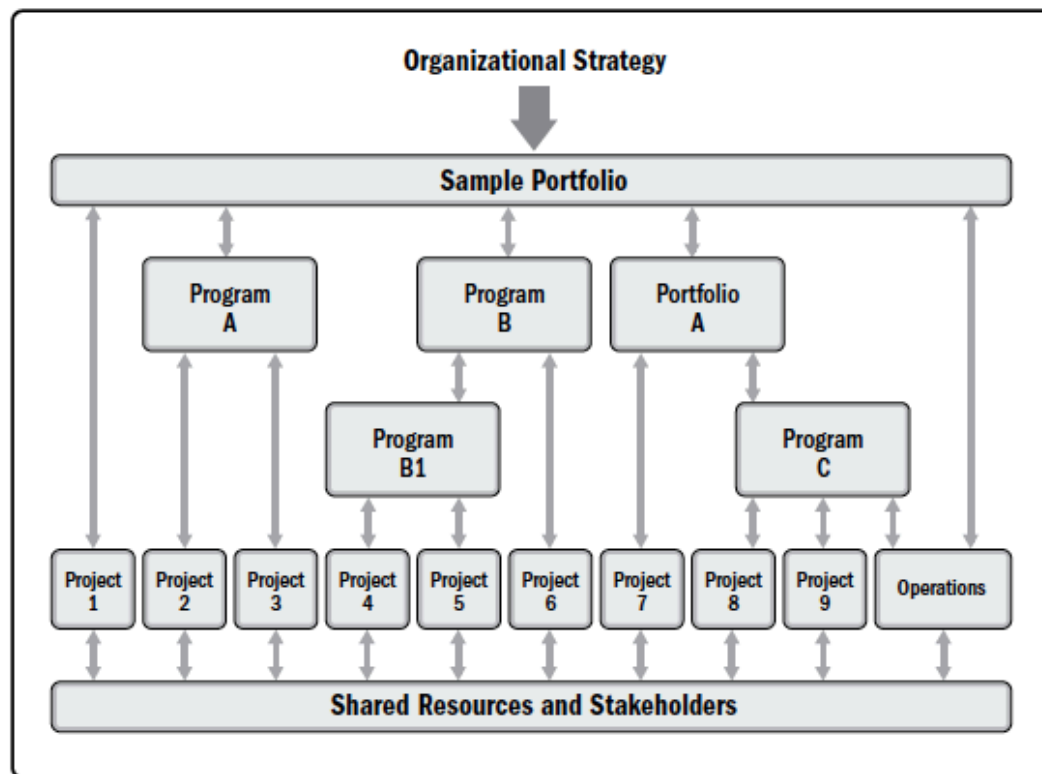 Organizational Strategy
Sample Portfolio
Program
A
Program
B
Portfolio
A
Program
B1
Program
C
Project
1
Project
2
Project
3
Project
4
Project
5
Project
6
Project
7
Project
8
Project
9
Operations
Shared Resources and Stakeholders